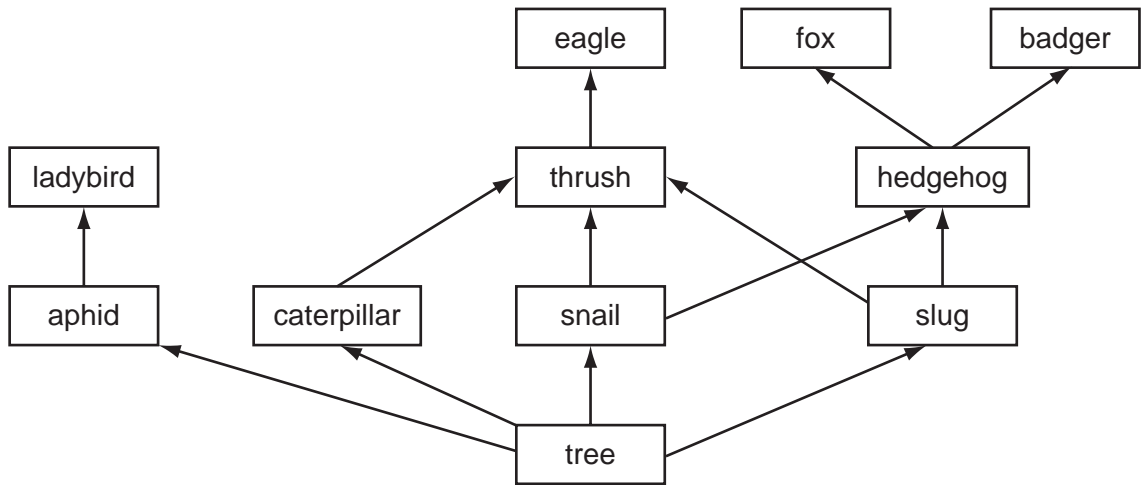 eagle
fox
badger
ladybird
thrush
hedgehog
aphid
caterpillar
snail
slug
tree